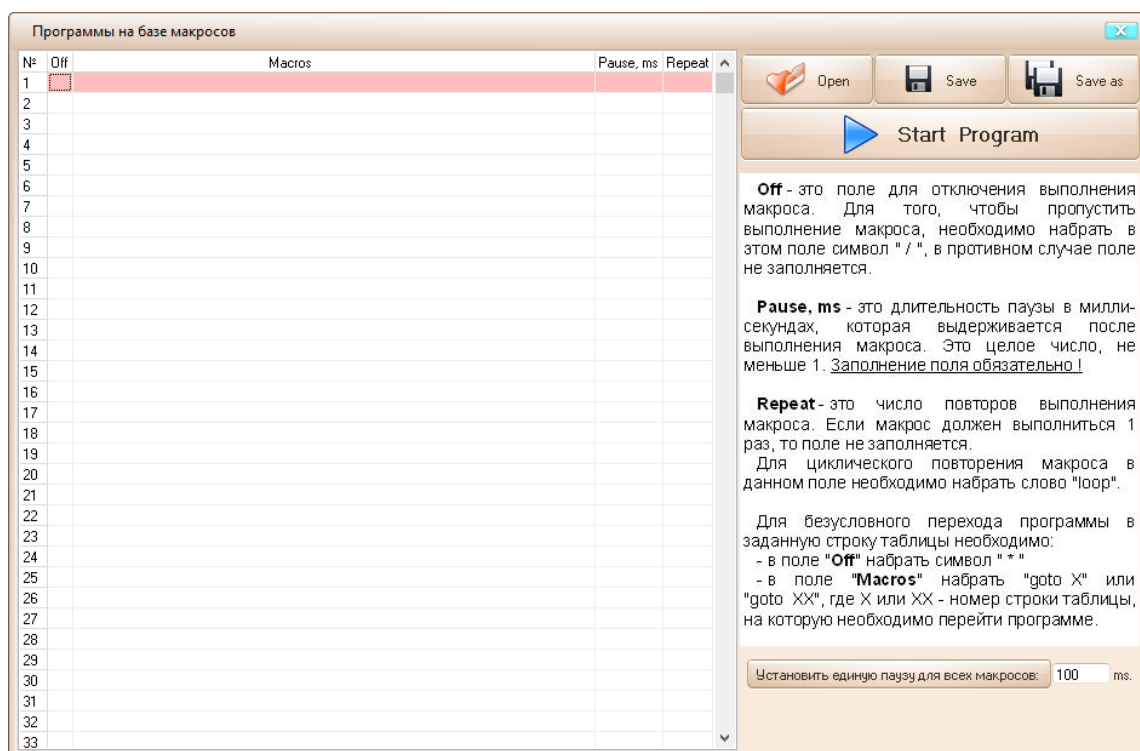 Программы на базе макросов
№ Off Macros Pause, ms Repeat
1
2
3
4
5
6
7
8
9
10
11
12
13
14
15
16
17
18
19
20
21
22
23
24
25
26
27
28
29
30
31
32
33
Open Save Save as
Start Program
Off - это поле для отключения выполнения
макроса. Для того, чтобы пропустить
выполнение макроса, необходимо набрать в
этом поле символ " / ", в противном случае поле
не заполняется.
Pause, ms - это длительность паузы в милли-
секундах, которая выдерживается после
выполнения макроса. Это целое число, не
меньше 1. Заполнение поля обязательно !
Repeat - это число повторов выполнения
макроса. Если макрос должен выполниться 1
раз, то поле не заполняется.
Для циклического повторения макроса в
данном поле необходимо набрать слово "loop".
Для безусловного перехода программы в
заданную строку таблицы необходимо:
- в поле "Off" набрать символ " * "
- в поле "Macros" набрать "goto X" или
"goto XX", где X или XX - номер строки таблицы,
на которую необходимо перейти программе.
Установить единую паузу для всех макросов: 100 ms.